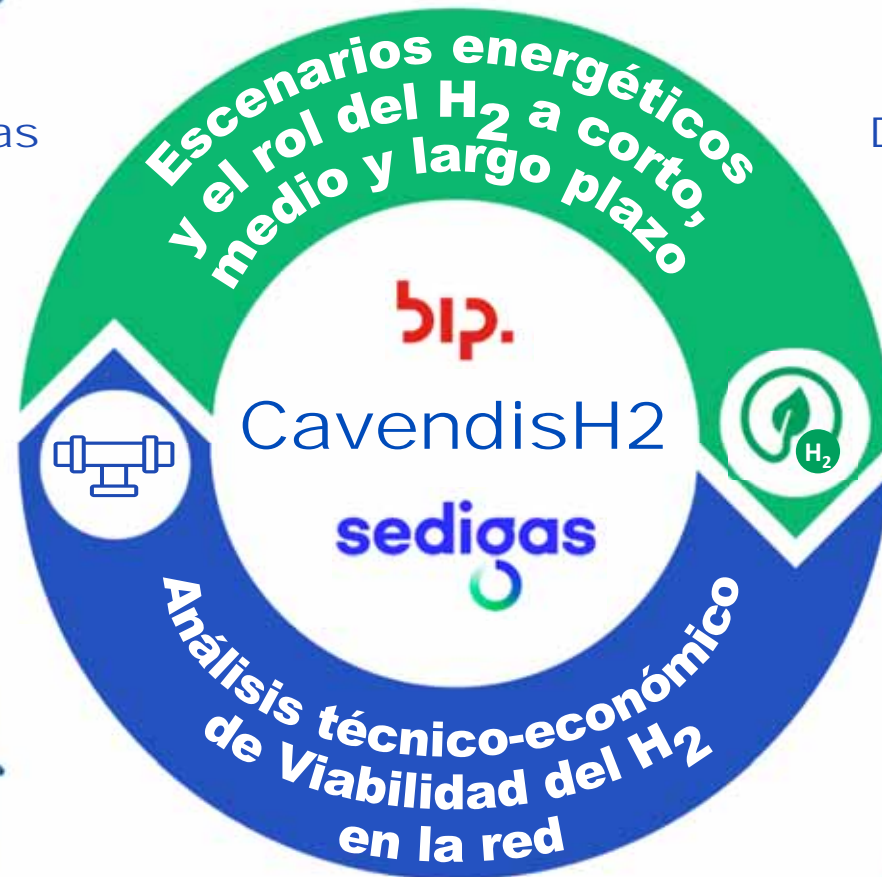 Escenarios energéticos
y el rol del H₂ a corto,
medio y largo plazo
as
D
bip.
CavendisH2
sedigas
H₂
Análisis técnico-económico
de Viabilidad del H₂
en la red